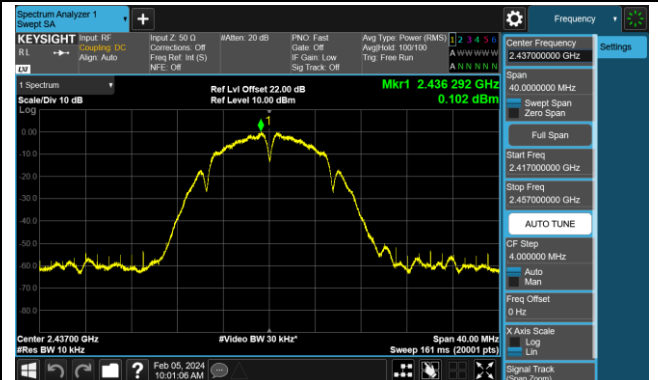 Spectrum Analyzer 1
Swept SA
Frequency
KEYSIGHT
RL
LXI
Input: RF
Coupling: DC
Align: Auto
Input Z: 50 Ω
Corrections: Off
Freq Ref: Int (S)
NFE: Off
#Atten: 20 dB
PNO: Fast
Gate: Off
IF Gain: Low
Sig Track: Off
Avg Type: Power (RMS)
Avg|Hold: 100/100
Trig: Free Run
1 2 3 4 5 6
A W W W W W
A N N N N N
1 Spectrum
Scale/Div 10 dB
Log
Ref Lvl Offset 22.00 dB
Ref Level 10.00 dBm
Mkr1 2.436 292 GHz
0.102 dBm
1
0.00
-10.0
-20.0
-30.0
-40.0
-50.0
-60.0
-70.0
-80.0
Center 2.43700 GHz
#Res BW 10 kHz
#Video BW 30 kHz*
Span 40.00 MHz
Sweep 161 ms (20001 pts)
Feb 05, 2024
10:01:06 AM
Center Frequency
2.437000000 GHz
Settings
Span
40.0000000 MHz
Swept Span
Zero Span
Full Span
Start Freq
2.417000000 GHz
Stop Freq
2.457000000 GHz
AUTO TUNE
CF Step
4.000000 MHz
Auto
Man
Freq Offset
0 Hz
X Axis Scale
Log
Lin
Signal Track
(Span Zoom)